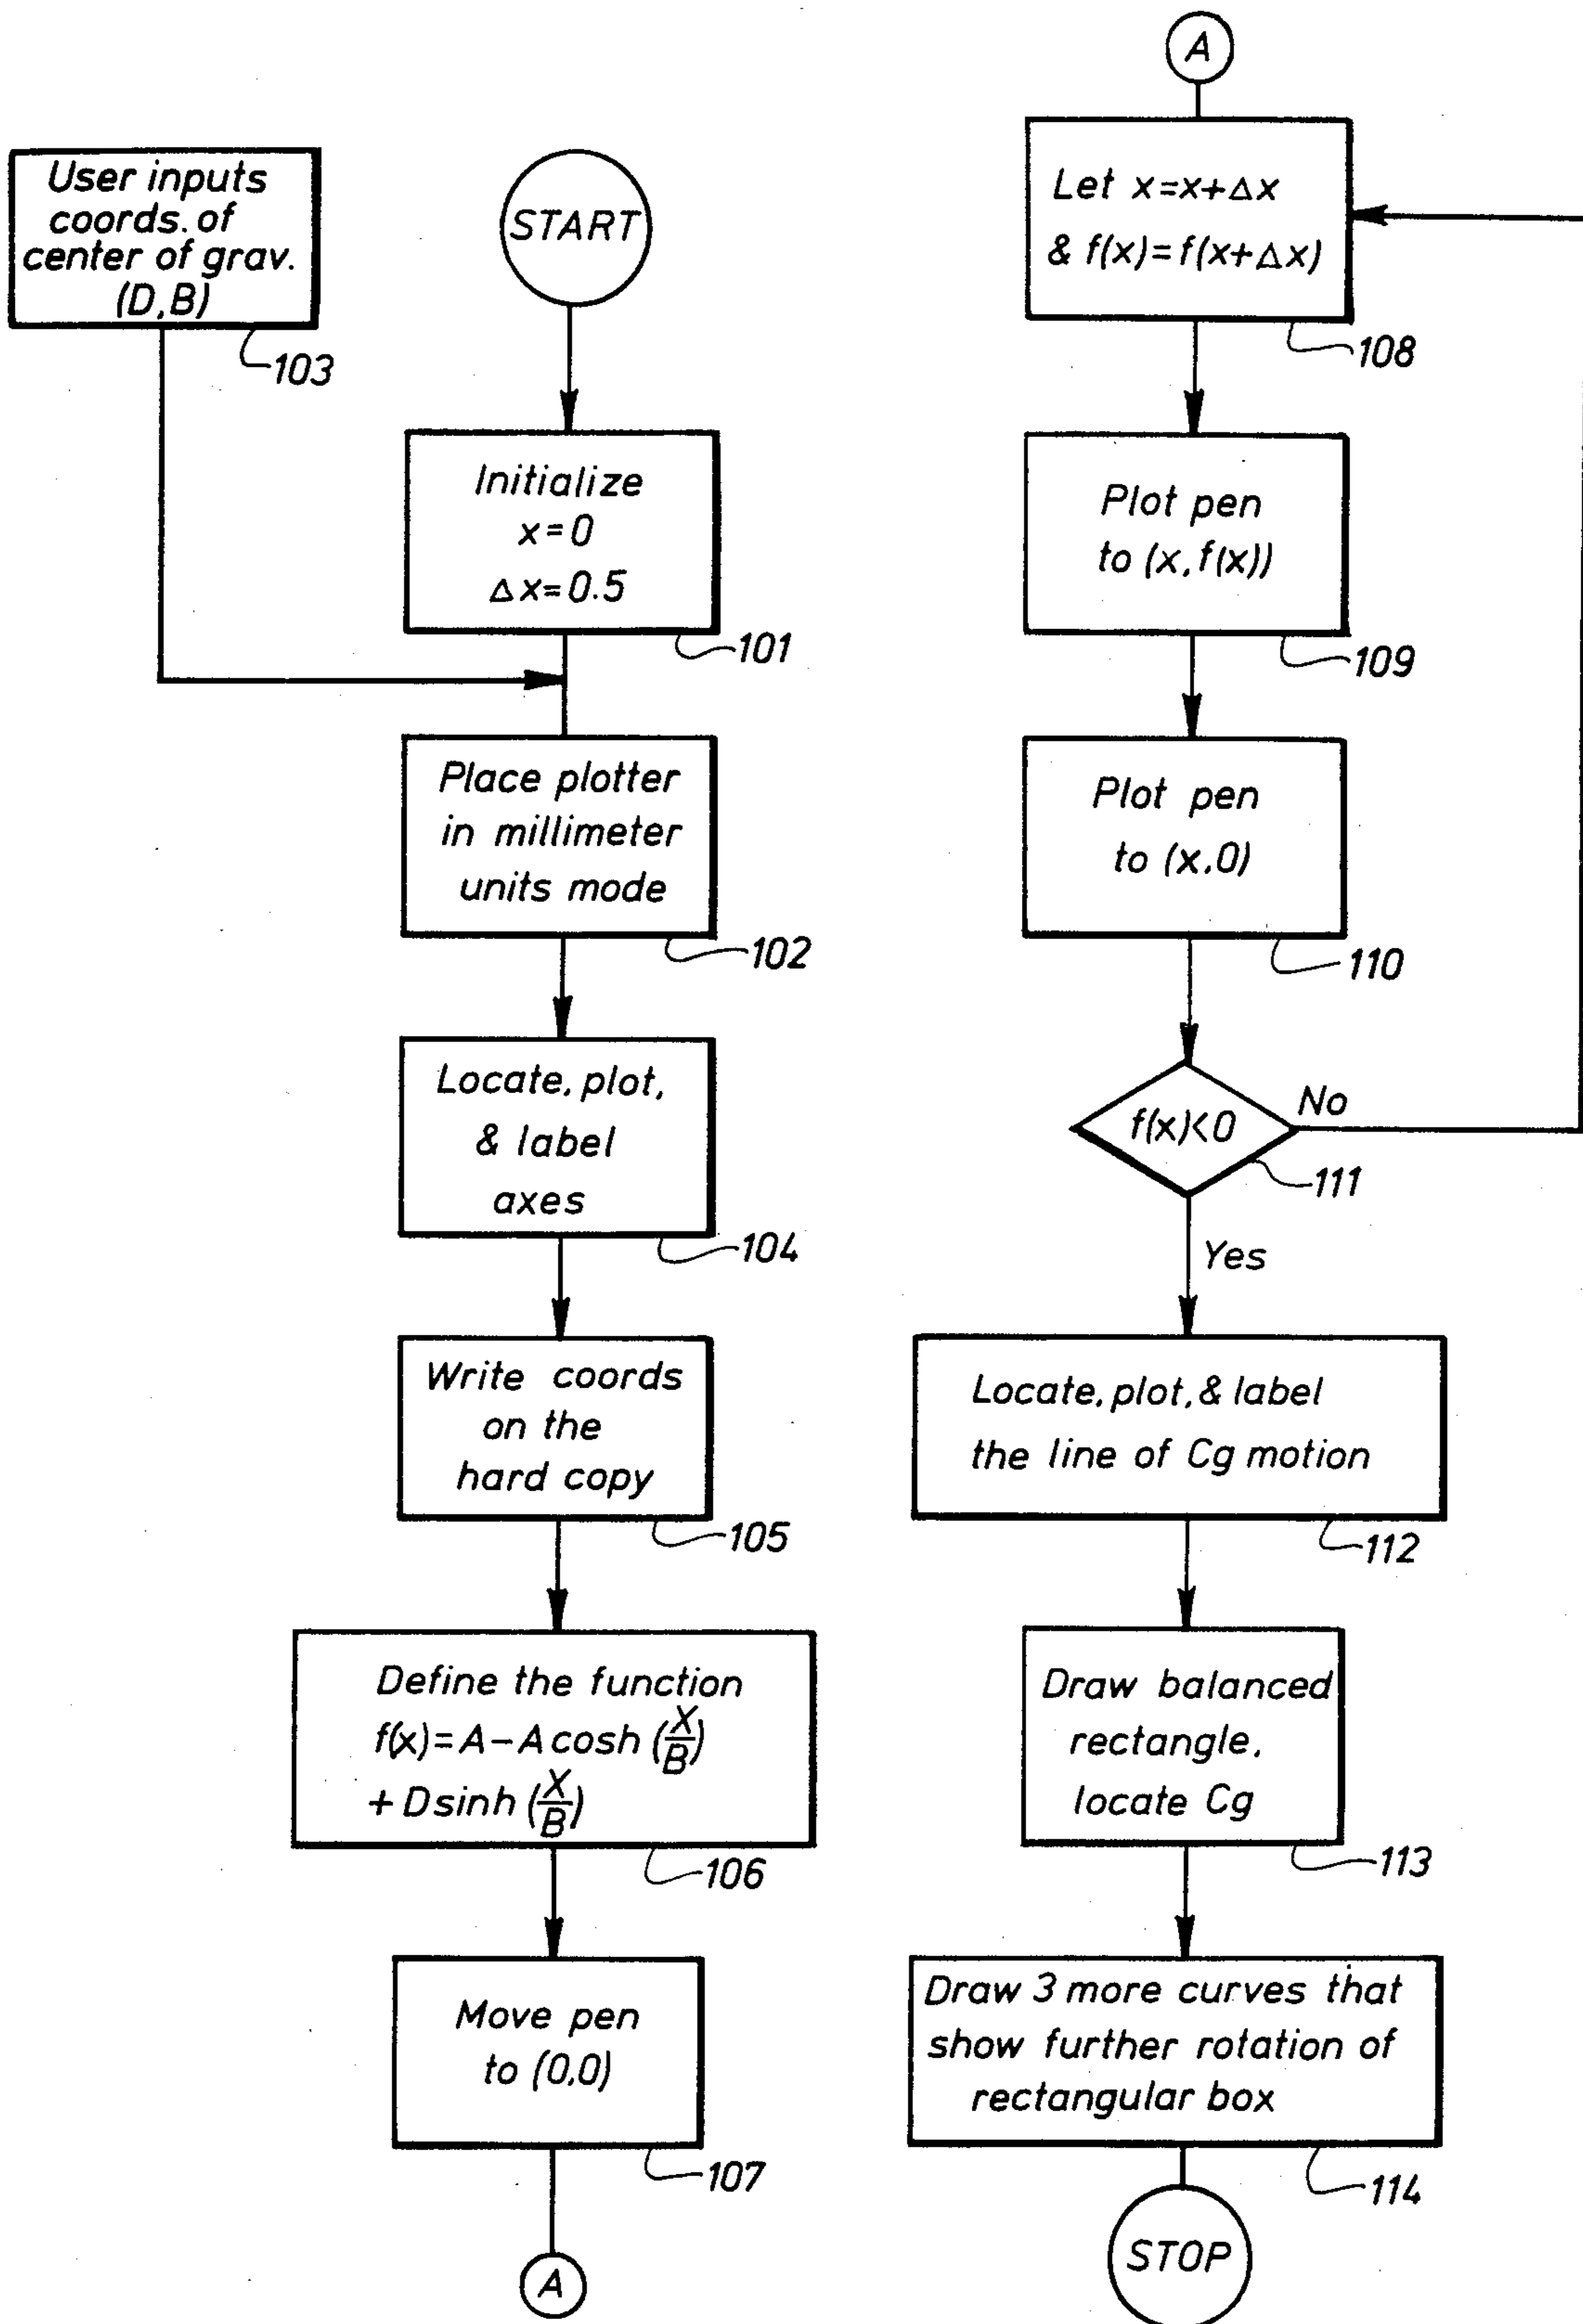 User inputs
coords. of
center of grav.
(D,B)
103
START
Initialize
x=0
Δx=0.5
101
Place plotter
in millimeter
units mode
102
Locate, plot,
& label
axes
104
Write coords
on the
hard copy
105
Define the function
f(x)=A-A cosh (X/B)
+D sinh (X/B)
106
Move pen
to (0,0)
107
A
A
Let x=x+Δx
& f(x)=f(x+Δx)
108
Plot pen
to (x,f(x))
109
Plot pen
to (x,0)
110
f(x)<0
No
111
Yes
Locate, plot, & label
the line of Cg motion
112
Draw balanced
rectangle,
locate Cg
113
Draw 3 more curves that
show further rotation of
rectangular box
114
STOP